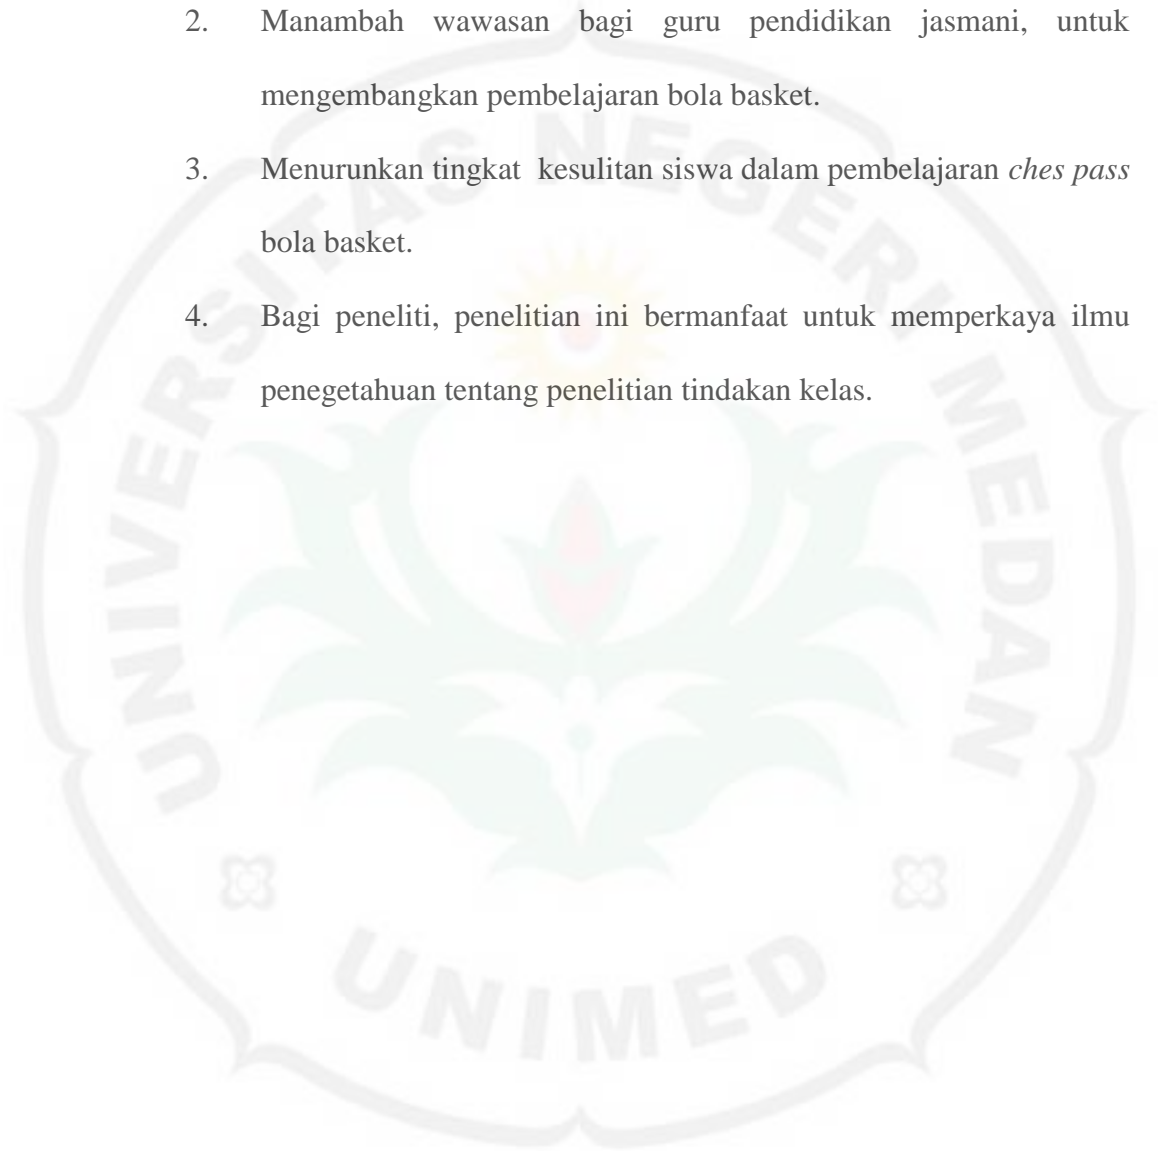 2. Manambah wawasan bagi guru pendidikan jasmani, untuk
mengembangkan pembelajaran bola basket.
3. Menurunkan tingkat kesulitan siswa dalam pembelajaran ches pass
bola basket.
4. Bagi peneliti, penelitian ini bermanfaat untuk memperkaya ilmu
penegetahuan tentang penelitian tindakan kelas.
UNIVERSITAS NEGERI MEDAN
UNIMED